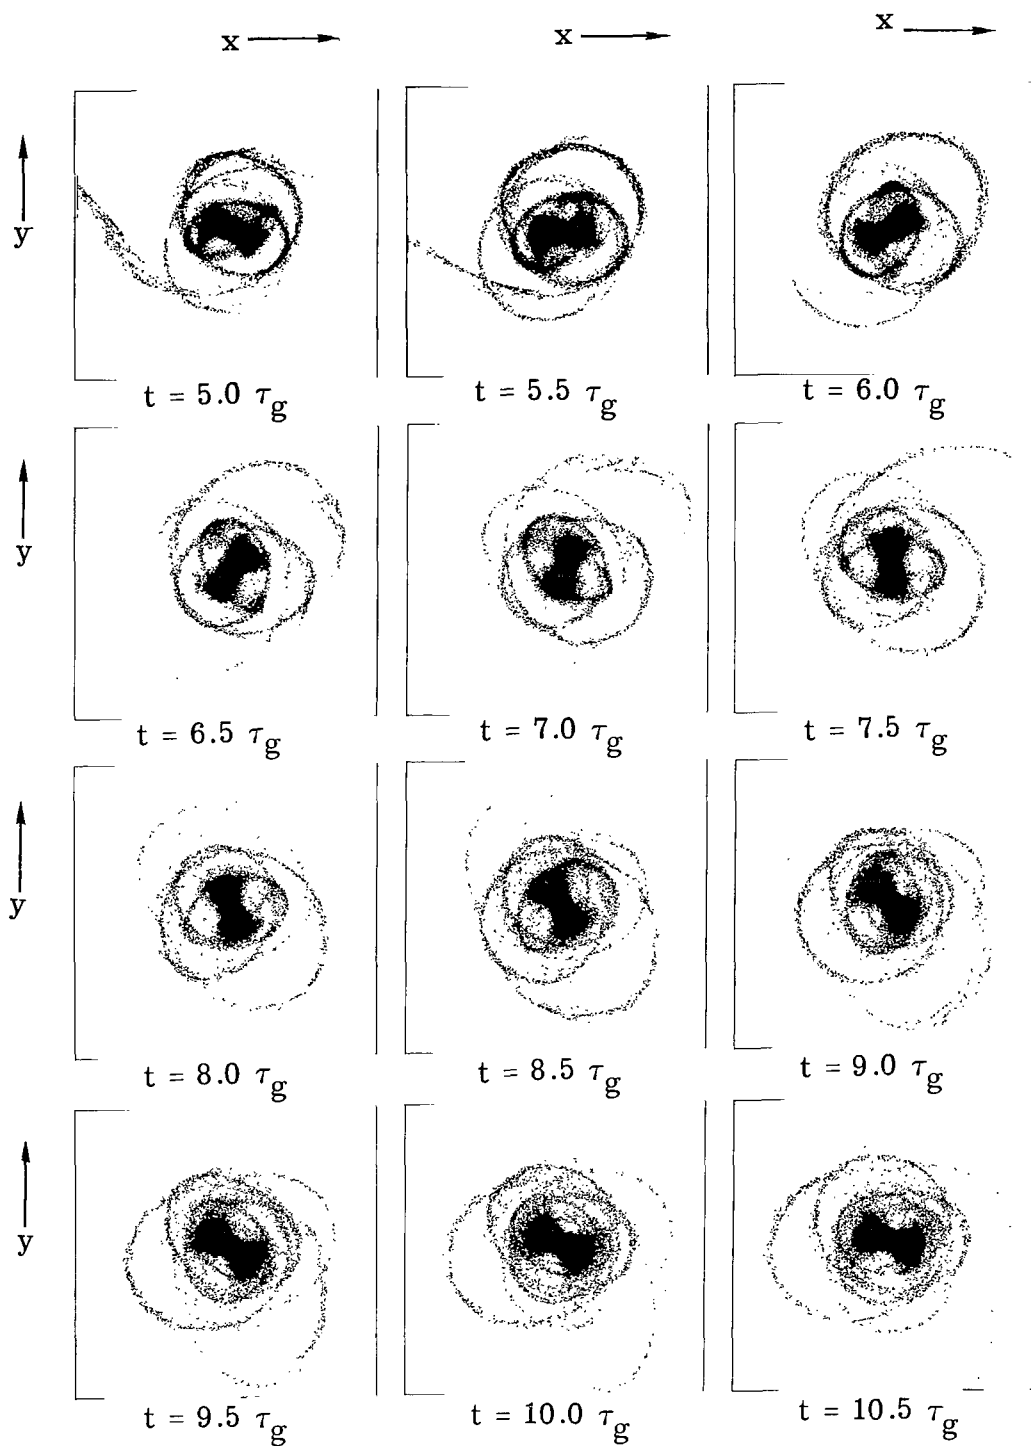 x x x
y
t = 5.0 τg t = 5.5 τg t = 6.0 τg
y
t = 6.5 τg t = 7.0 τg t = 7.5 τg
y
t = 8.0 τg t = 8.5 τg t = 9.0 τg
y
t = 9.5 τg t = 10.0 τg t = 10.5 τg